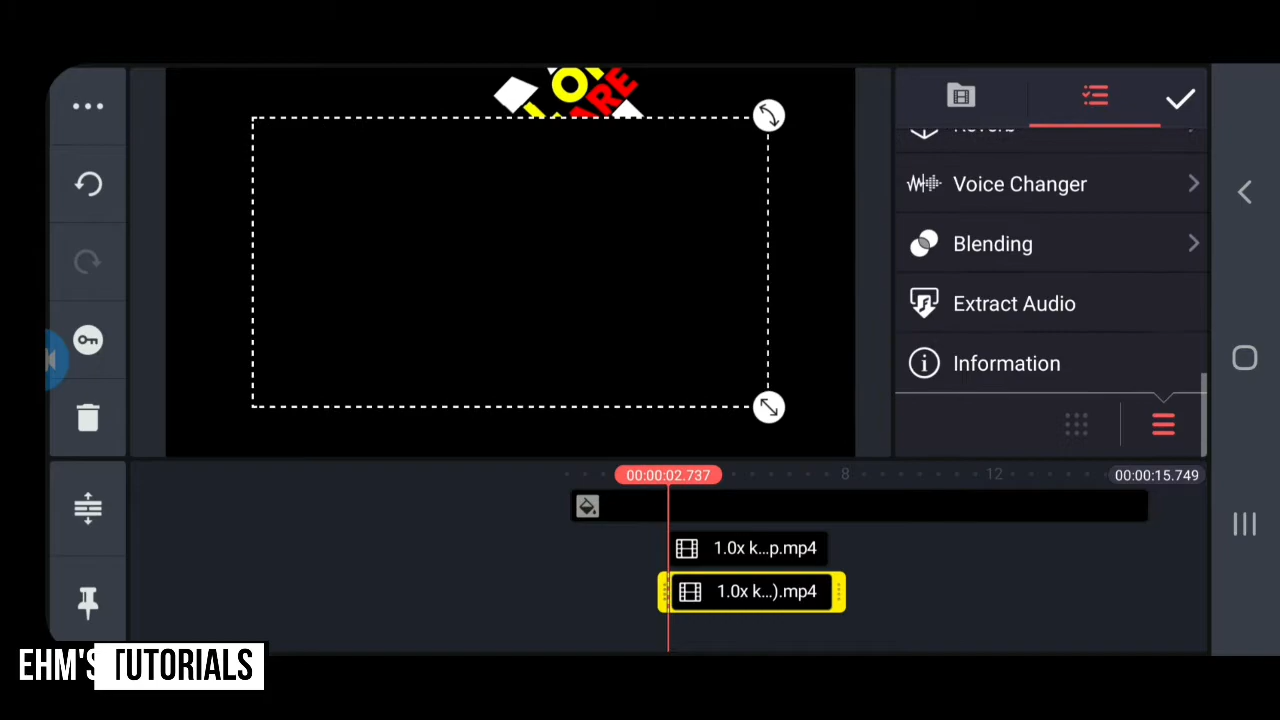 Reverb
Voice Changer
Blending
Extract Audio
Information
00:00:02.737
8
12
00:00:15.749
1.0x k...p.mp4
1.0x k...).mp4
EHM'S TUTORIALS